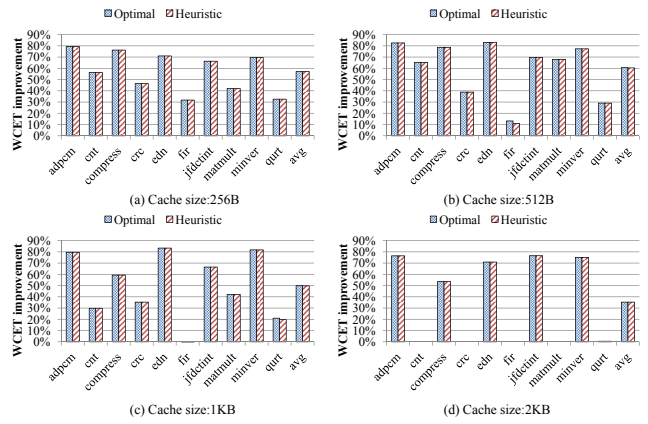 Optimal Heuristic
WCET improvement
90%
80%
70%
60%
50%
40%
30%
20%
10%
0%
adpcm cnt compress crc edn fir jfdctint matmult minver qurt avg
(a) Cache size:256B
Optimal Heuristic
WCET improvement
90%
80%
70%
60%
50%
40%
30%
20%
10%
0%
adpcm cnt compress crc edn fir jfdctint matmult minver qurt avg
(b) Cache size:512B
Optimal Heuristic
WCET improvement
90%
80%
70%
60%
50%
40%
30%
20%
10%
0%
adpcm cnt compress crc edn fir jfdctint matmult minver qurt avg
(c) Cache size:1KB
Optimal Heuristic
WCET improvement
90%
80%
70%
60%
50%
40%
30%
20%
10%
0%
adpcm cnt compress crc edn fir jfdctint matmult minver qurt avg
(d) Cache size:2KB